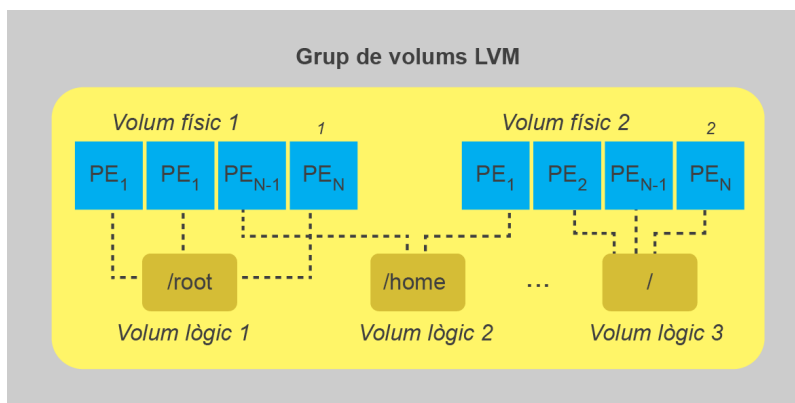 Grup de volums LVM
Volum físic 1 1 Volum físic 2 2
PE1 PE1 PEN-1 PEN PE1 PE2 PEN-1 PEN
/root /home ... /
Volum lògic 1 Volum lògic 2 Volum lògic 3